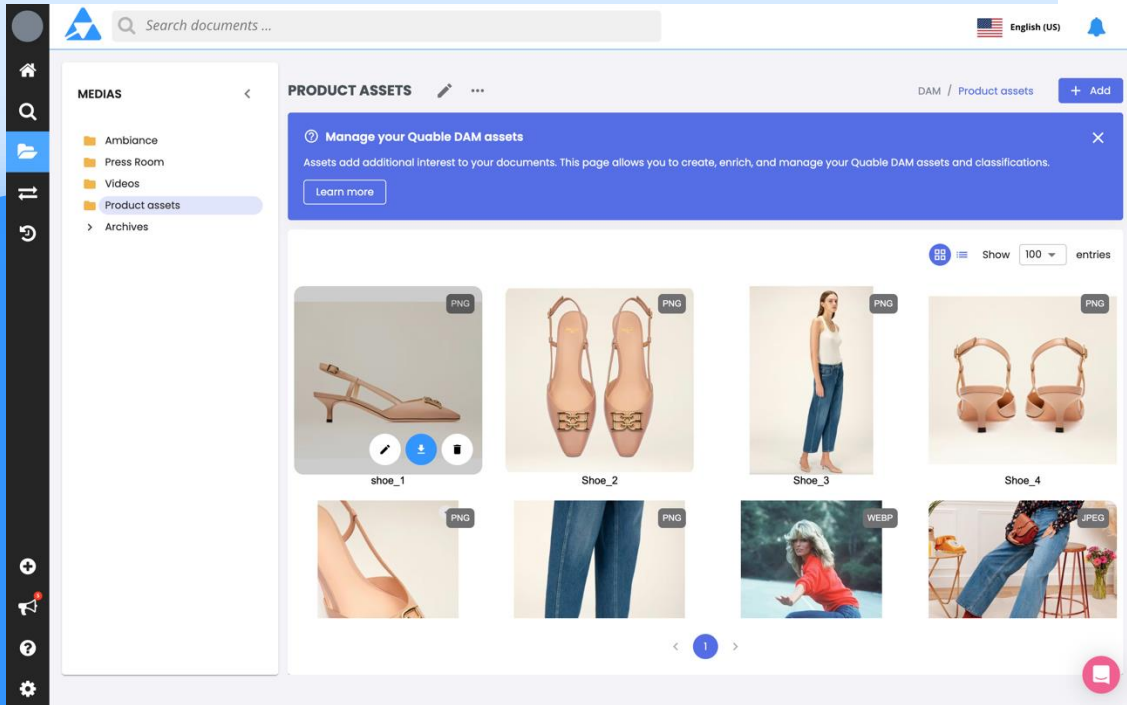 Search documents ...
English (US)
MEDIAS
Ambiance
Press Room
Videos
Product assets
Archives
PRODUCT ASSETS
DAM / Product assets
+ Add
Manage your Quable DAM assets
Assets add additional interest to your documents. This page allows you to create, enrich, and manage your Quable DAM assets and classifications.
Learn more
Show 100 entries
PNG
PNG
PNG
PNG
shoe_1
Shoe_2
Shoe_3
Shoe_4
PNG
PNG
WEBP
JPEG
1